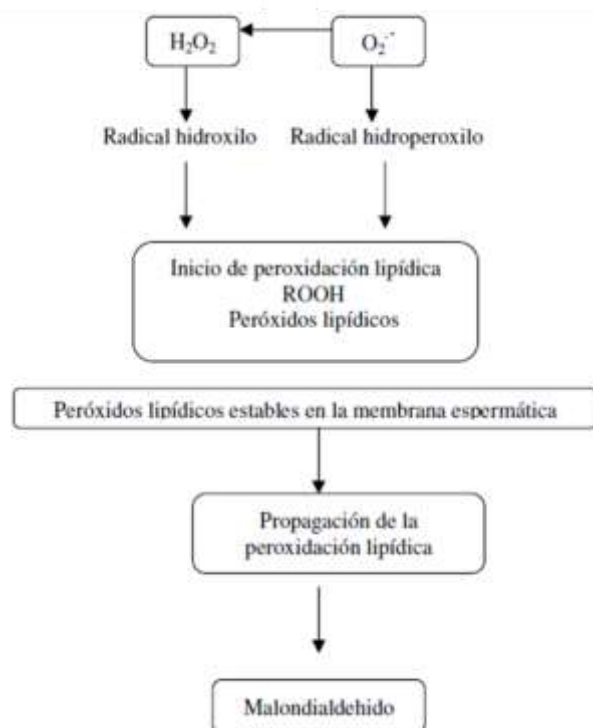 H₂O₂
O₂·⁻
Radical hidroxilo
Radical hidroperoxilo
Inicio de peroxidación lipídica
ROOH
Peróxidos lipídicos
Peróxidos lipídicos estables en la membrana espermática
Propagación de la
peroxidación lipídica
Malondialdehido